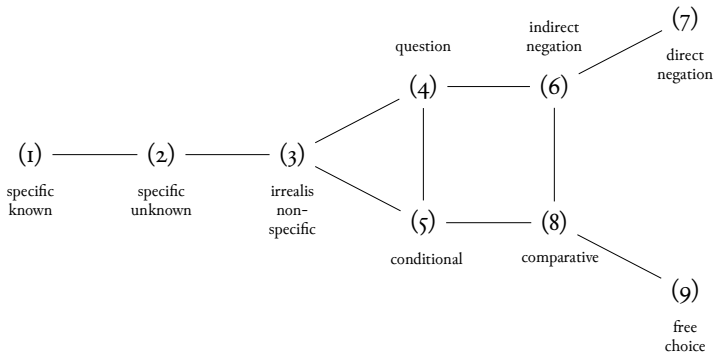 (7)
indirect
negation
direct
negation
question
(4)
(6)
(1)
(2)
(3)
specific
known
specific
unknown
irrealis
non-
specific
(5)
(8)
conditional
comparative
(9)
free
choice